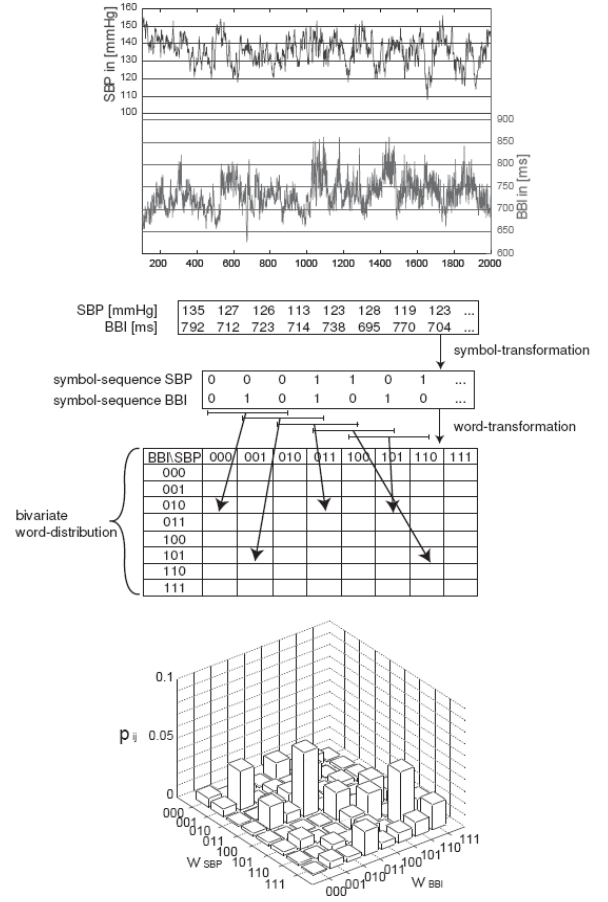 160
150
140
130
120
110
100
SBP in [mmHg]
900
850
800
750
700
650
600
BBI in [ms]
200 400 600 800 1000 1200 1400 1600 1800 2000
SBP [mmHg] 135 127 126 113 123 128 119 123 ...
BBI [ms] 792 712 723 714 738 695 770 704 ...
symbol-transformation
symbol-sequence SBP 0 0 0 1 1 0 1 ...
symbol-sequence BBI 0 1 0 1 0 1 0 ...
word-transformation
BBI\SBP 000 001 010 011 100 101 110 111
000
001
010
011
100
101
110
111
bivariate
word-distribution
0.1
0.05
0
p
000
001
010
011
100
101
110
111
W SBP
000 001 010 011 100 101 110 111
W BBI